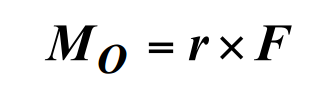 M_O = r × F